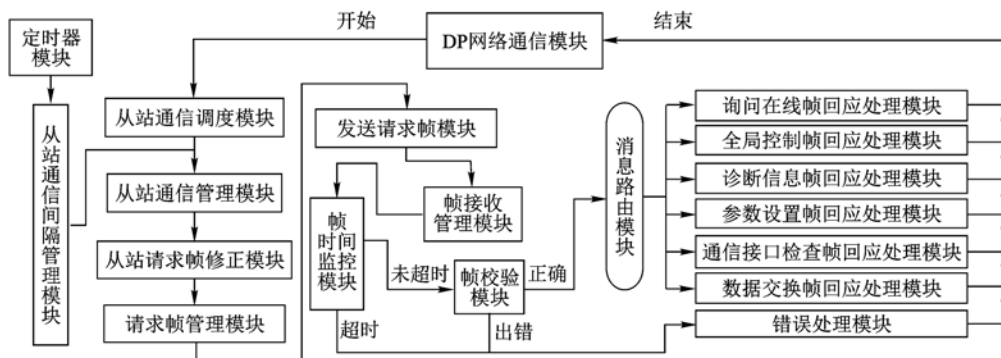 开始
结束
定时器
模块
DP网络通信模块
从站通信间隔管理模块
从站通信调度模块
从站通信管理模块
从站请求帧修正模块
请求帧管理模块
发送请求帧模块
帧接收
管理模块
帧
时间
监控
模块
未超时
超时
帧校验
模块
正确
出错
消息路由模块
询问在线帧回应处理模块
全局控制帧回应处理模块
诊断信息帧回应处理模块
参数设置帧回应处理模块
通信接口检查帧回应处理模块
数据交换帧回应处理模块
错误处理模块